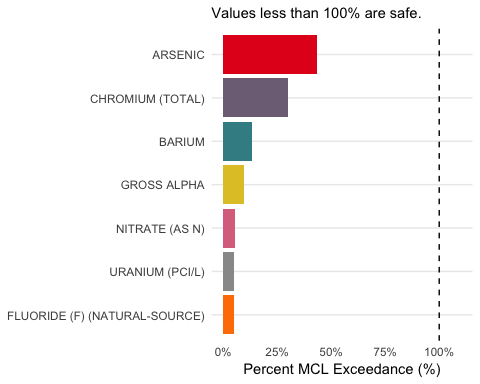 Values less than 100% are safe.
ARSENIC
CHROMIUM (TOTAL)
BARIUM
GROSS ALPHA
NITRATE (AS N)
URANIUM (PCI/L)
FLUORIDE (F) (NATURAL-SOURCE)
0% 25% 50% 75% 100%
Percent MCL Exceedance (%)